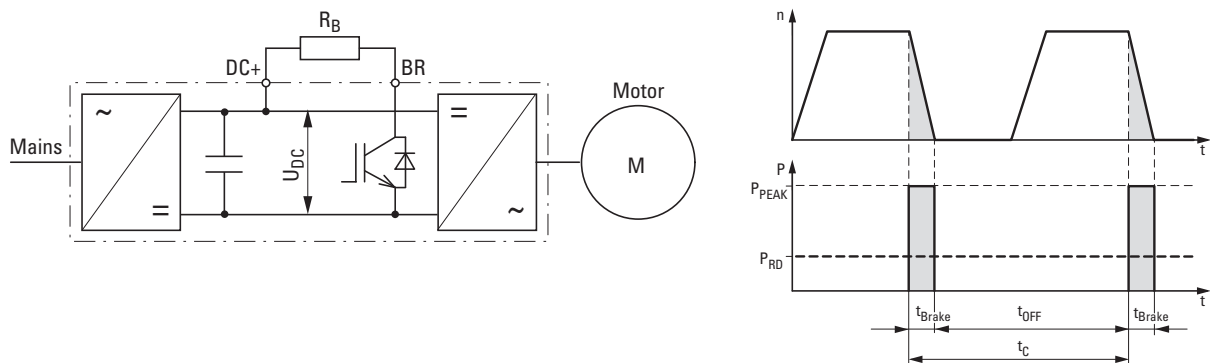 R_B
DC+
BR
~
=
Mains
U_DC
=
~
Motor
M
n
t
P
P_PEAK
P_RD
t
t_Brake
t_OFF
t_Brake
t_C